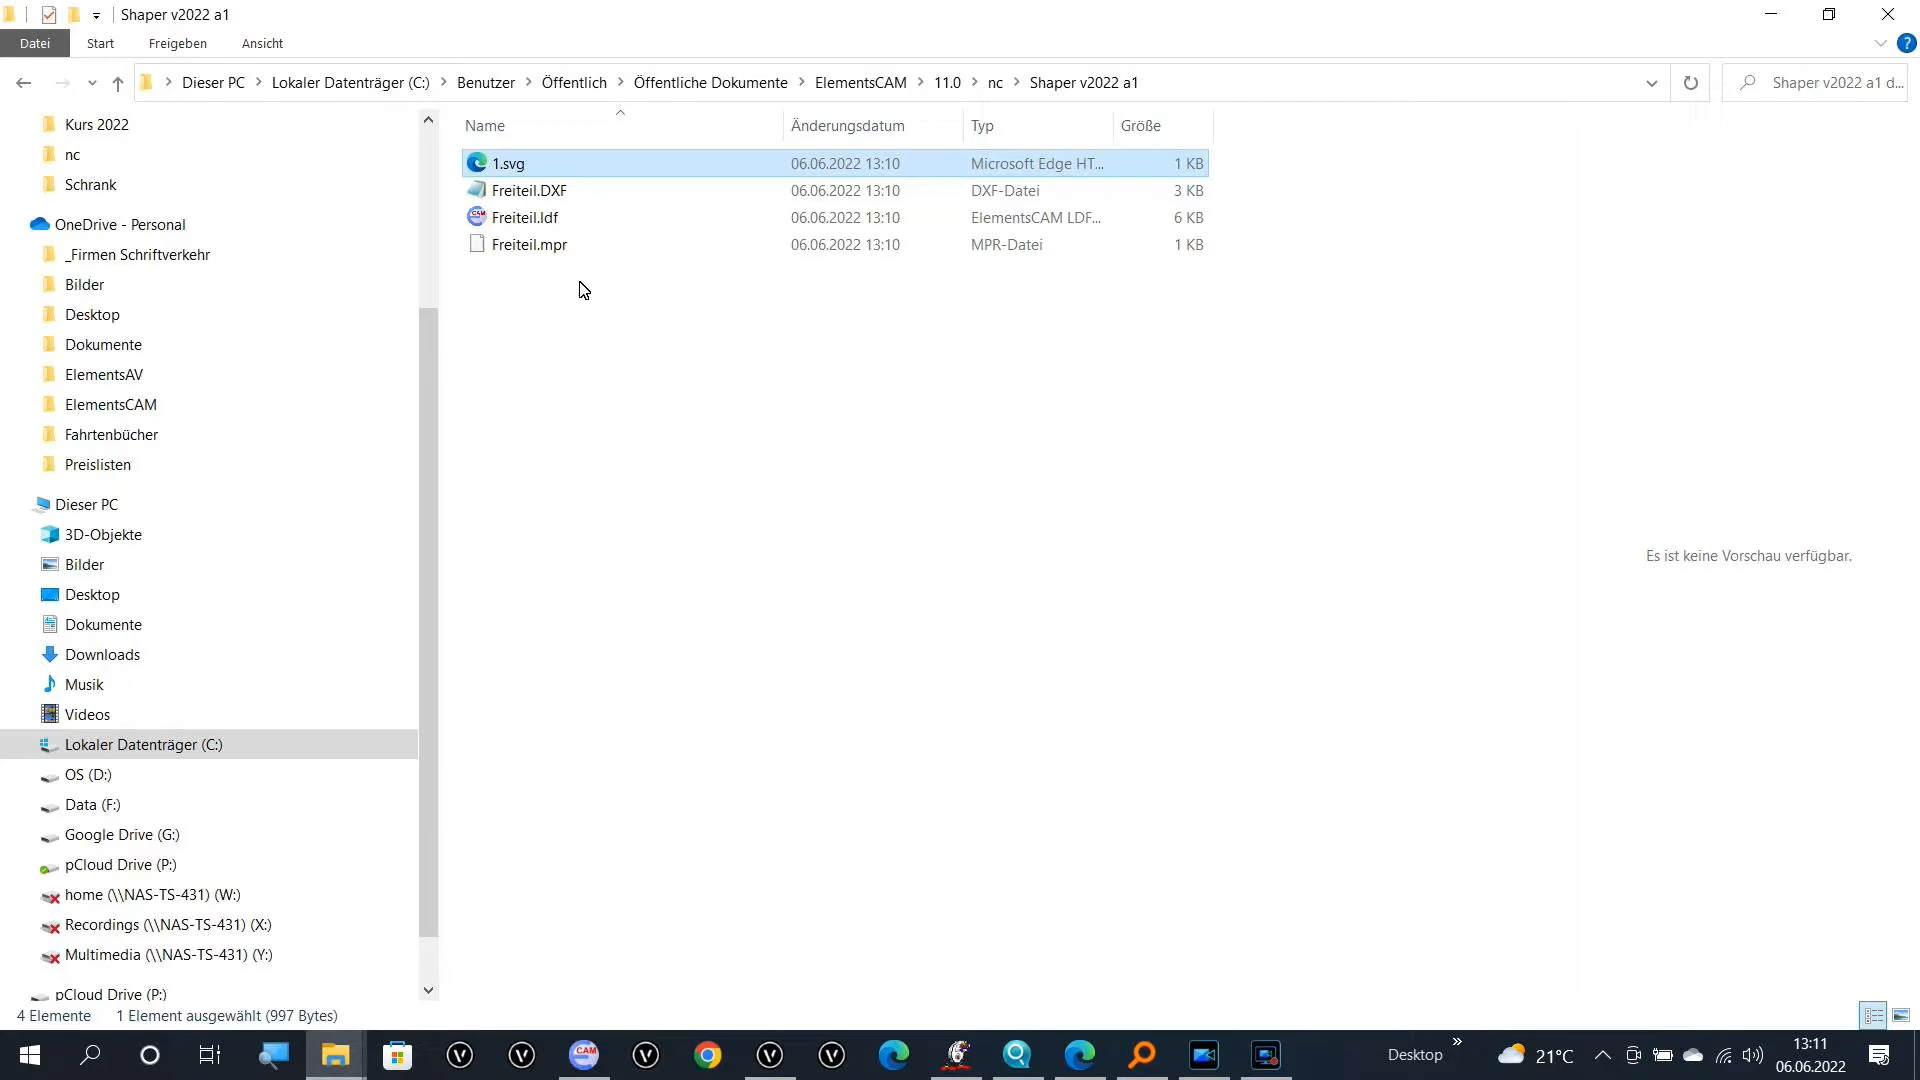 Shaper v2022 a1
Datei Start Freigeben Ansicht
Dieser PC Lokaler Datenträger (C:) Benutzer Öffentlich Öffentliche Dokumente ElementsCAM 11.0 nc Shaper v2022 a1
Shaper v2022 a1 d...
Kurs 2022
nc
Schrank
OneDrive - Personal
_Firmen Schriftverkehr
Bilder
Desktop
Dokumente
ElementsAV
ElementsCAM
Fahrtenbücher
Preislisten
Dieser PC
3D-Objekte
Bilder
Desktop
Dokumente
Downloads
Musik
Videos
Lokaler Datenträger (C:)
OS (D:)
Data (F:)
Google Drive (G:)
pCloud Drive (P:)
home (\\NAS-TS-431) (W:)
Recordings (\\NAS-TS-431) (X:)
Multimedia (\\NAS-TS-431) (Y:)
pCloud Drive (P:)
Name Änderungsdatum Typ Größe
1.svg 06.06.2022 13:10 Microsoft Edge HT... 1 KB
Freiteil.DXF 06.06.2022 13:10 DXF-Datei 3 KB
Freiteil.ldf 06.06.2022 13:10 ElementsCAM LDF... 6 KB
Freiteil.mpr 06.06.2022 13:10 MPR-Datei 1 KB
Es ist keine Vorschau verfügbar.
4 Elemente 1 Element ausgewählt (997 Bytes)
CAM
Desktop
21°C
13:11
06.06.2022